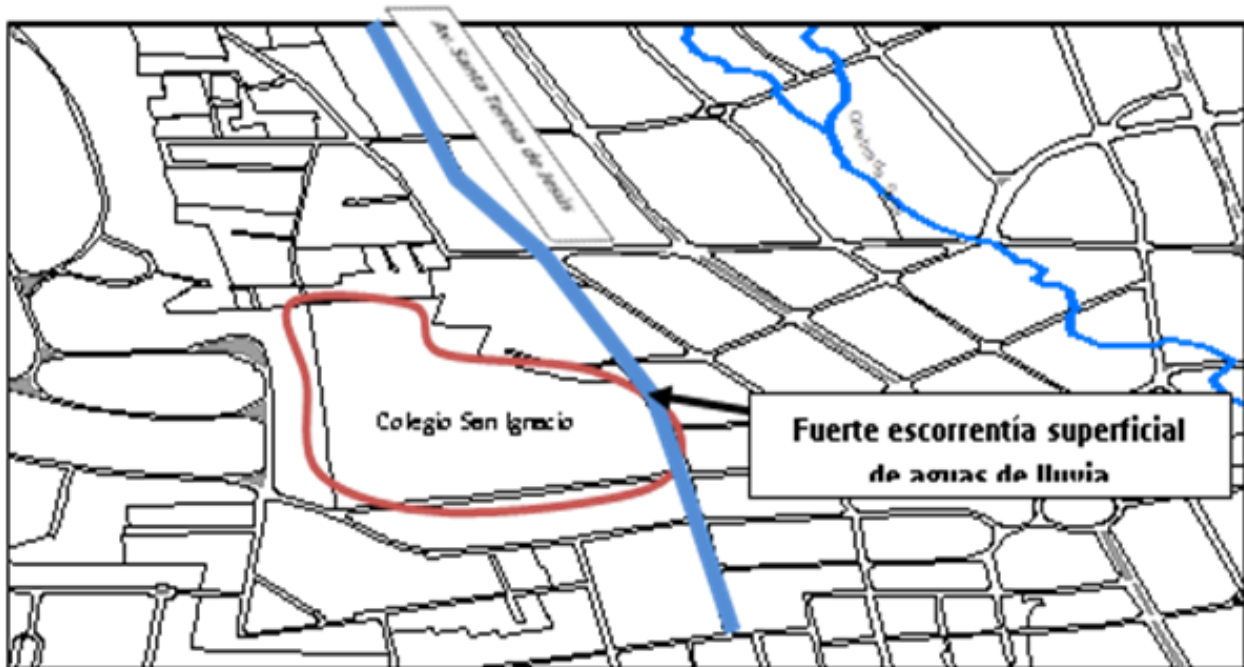 Av. Santa Teresa de Jesús
Colegio San Ignacio
Fuerte escorrentía superficial
de aguas de lluvia